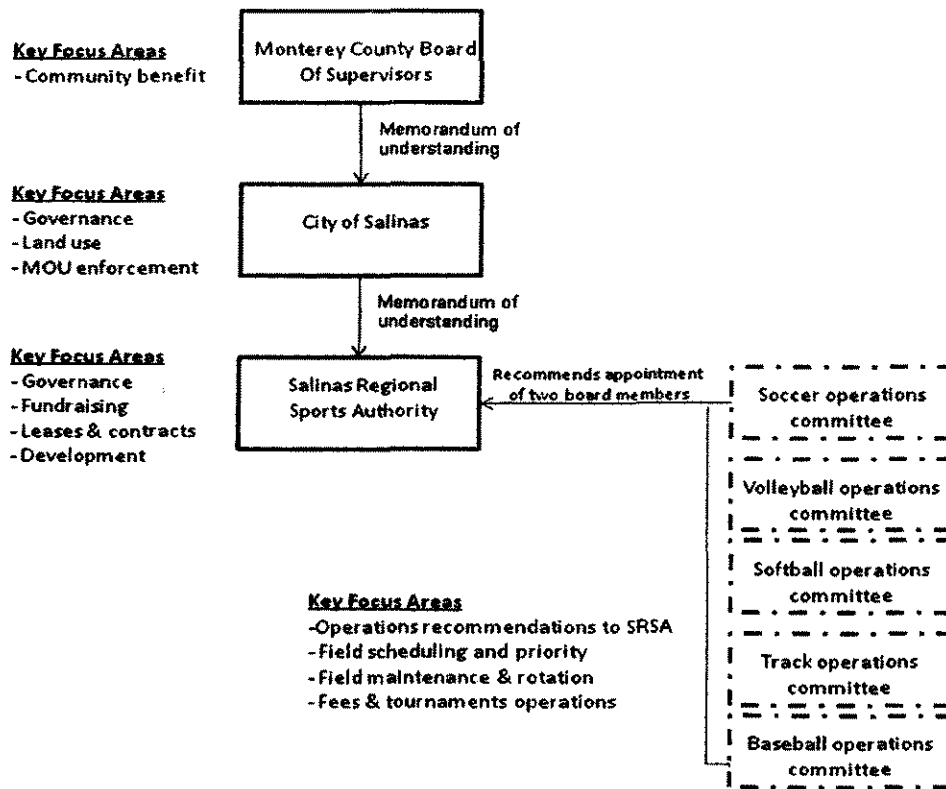 Key Focus Areas
- Community benefit
Monterey County Board
Of Supervisors
Memorandum of
understanding
Key Focus Areas
- Governance
- Land use
- MOU enforcement
City of Salinas
Memorandum of
understanding
Key Focus Areas
- Governance
- Fundraising
- Leases & contracts
- Development
Salinas Regional
Sports Authority
Recommends appointment
of two board members
Soccer operations
committee
Volleyball operations
committee
Softball operations
committee
Track operations
committee
Baseball operations
committee
Key Focus Areas
-Operations recommendations to SRSA
- Field scheduling and priority
- Field maintenance & rotation
- Fees & tournaments operations